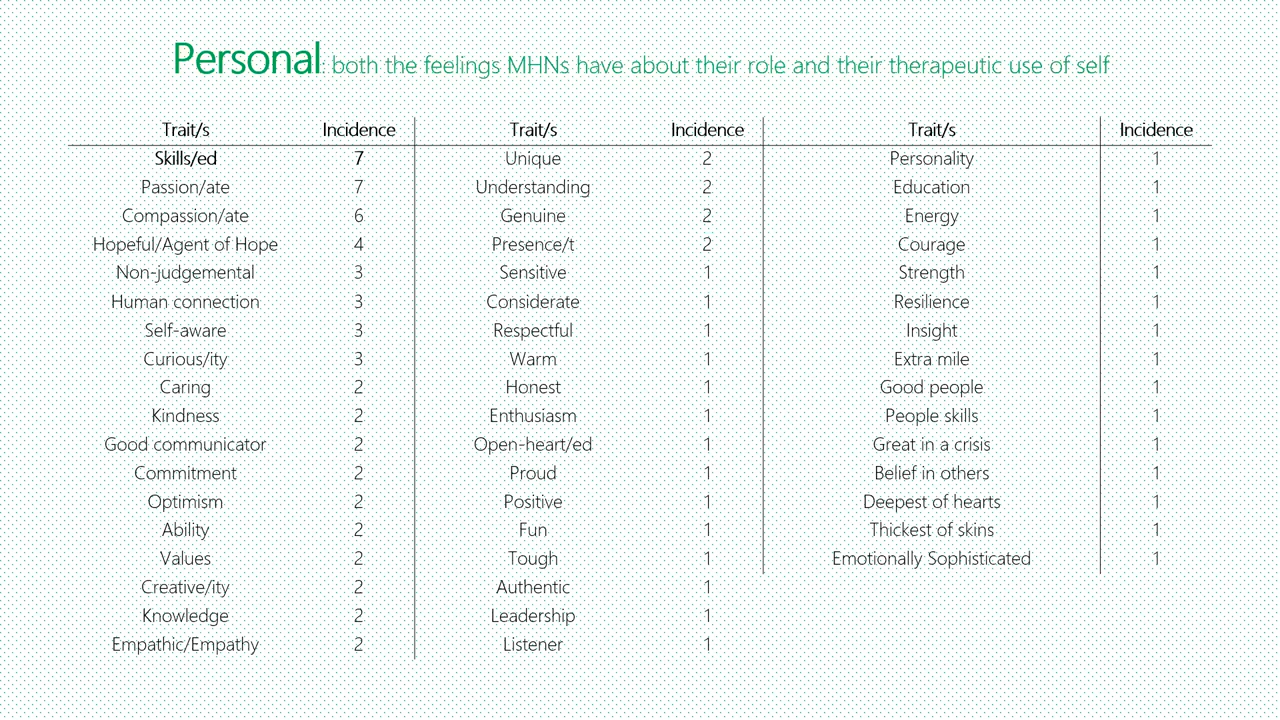 Personal: both the feelings MHNs have about their role and their therapeutic use of self
Trait/s Incidence Trait/s Incidence Trait/s Incidence
Skills/ed 7 Unique 2 Personality 1
Passion/ate 7 Understanding 2 Education 1
Compassion/ate 6 Genuine 2 Energy 1
Hopeful/Agent of Hope 4 Presence/t 2 Courage 1
Non-judgemental 3 Sensitive 1 Strength 1
Human connection 3 Considerate 1 Resilience 1
Self-aware 3 Respectful 1 Insight 1
Curious/ity 3 Warm 1 Extra mile 1
Caring 2 Honest 1 Good people 1
Kindness 2 Enthusiasm 1 People skills 1
Good communicator 2 Open-heart/ed 1 Great in a crisis 1
Commitment 2 Proud 1 Belief in others 1
Optimism 2 Positive 1 Deepest of hearts 1
Ability 2 Fun 1 Thickest of skins 1
Values 2 Tough 1 Emotionally Sophisticated 1
Creative/ity 2 Authentic 1
Knowledge 2 Leadership 1
Empathic/Empathy 2 Listener 1